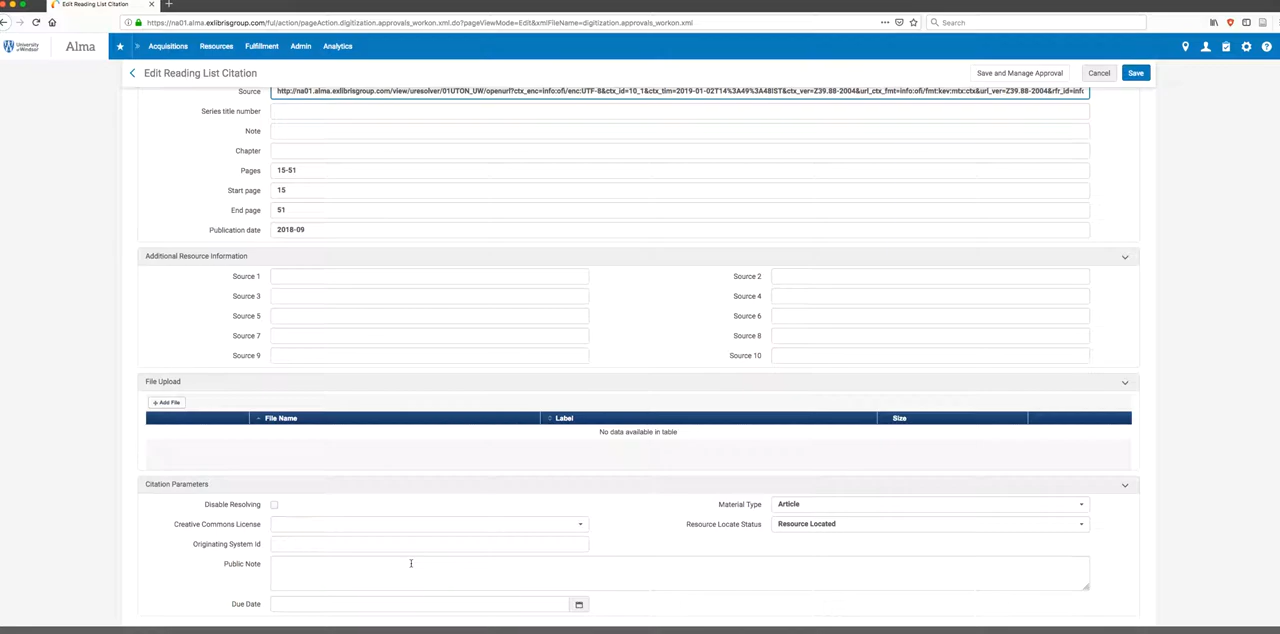 Edit Reading List Citation
https://na01.alma.exlibrisgroup.com/ful/action/pageAction.digitization.approvals_workon.xml.do?pageViewMode=Edit&xmlFileName=digitization.approvals_workon.xml
Search
University of Windsor Alma Acquisitions Resources Fulfillment Admin Analytics
Edit Reading List Citation Save and Manage Approval Cancel Save
Source http://na01.alma.exlibrisgroup.com/view/uresolver/01UTON_UW/openurl?ctx_enc=info:ofi/enc:UTF-8&ctx_id=10_1&ctx_tim=2019-01-02T14%3A49%3A48IST&ctx_ver=Z39.88-2004&url_ctx_fmt=info:ofi/fmt:kev:mtx:ctx&url_ver=Z39.88-2004&rfr_id=info
Series title number
Note
Chapter
Pages 15-51
Start page 15
End page 51
Publication date 2018-09
Additional Resource Information
Source 1 Source 2
Source 3 Source 4
Source 5 Source 6
Source 7 Source 8
Source 9 Source 10
File Upload
+ Add File
File Name Label Size
No data available in table
Citation Parameters
Disable Resolving Material Type Article
Creative Commons License Resource Locate Status Resource Located
Originating System Id
Public Note
Due Date